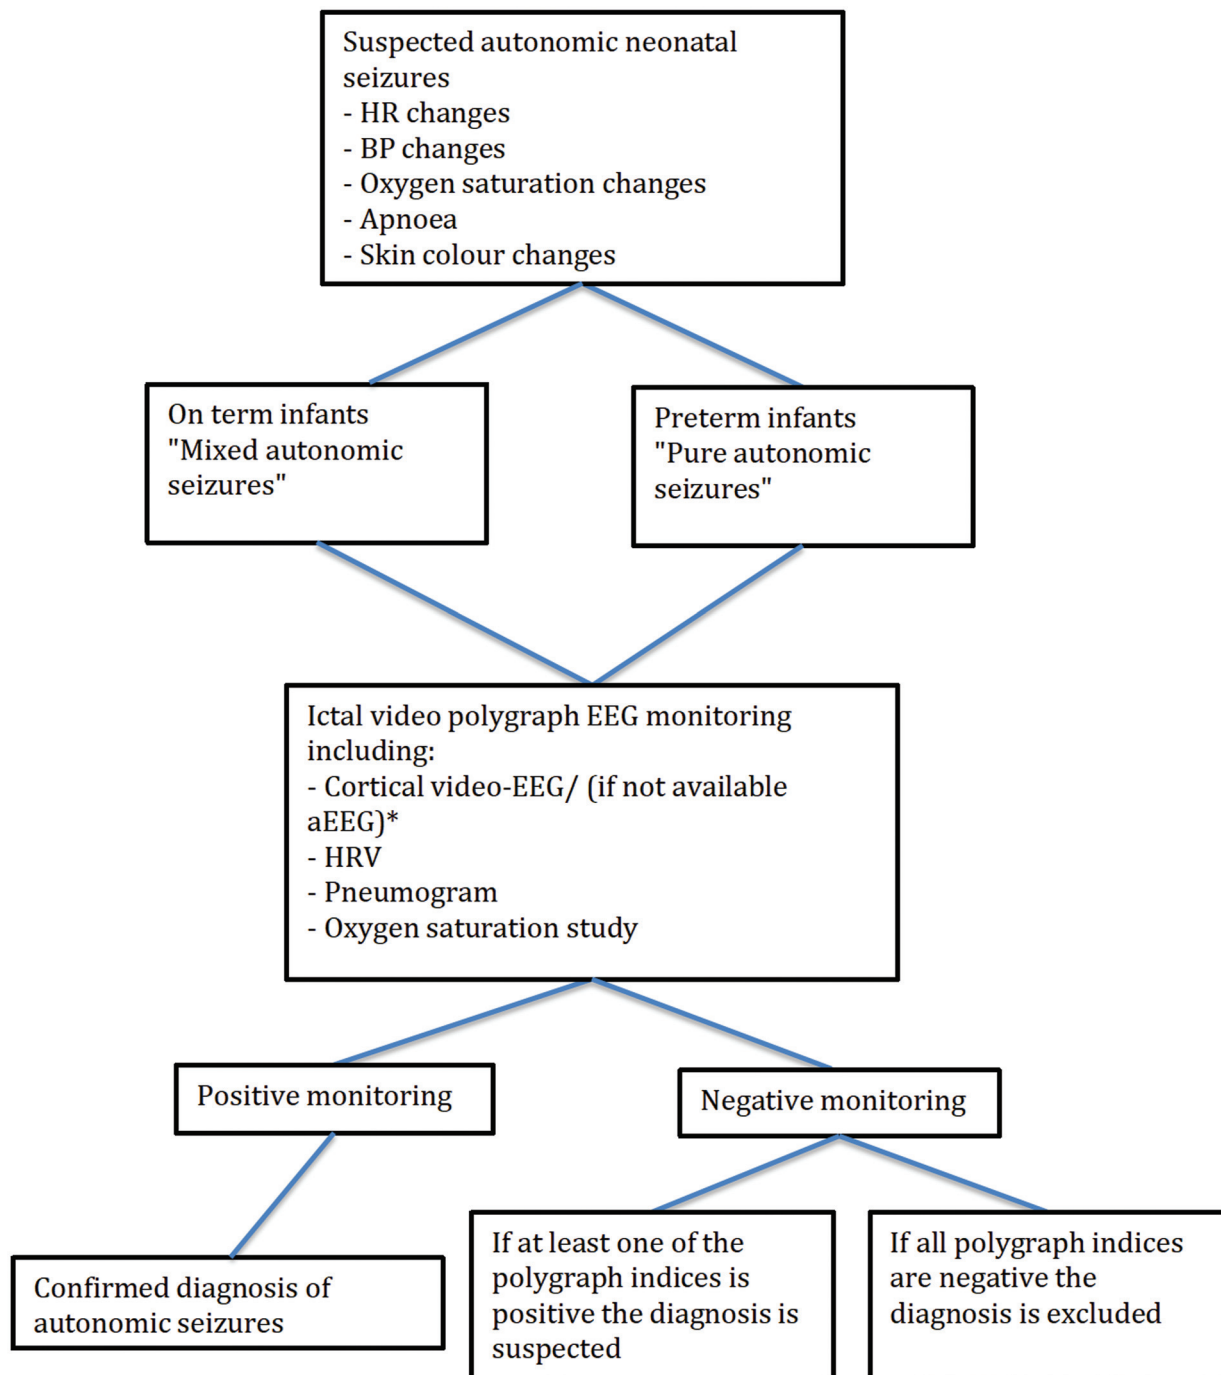 Suspected autonomic neonatal
seizures
- HR changes
- BP changes
- Oxygen saturation changes
- Apnoea
- Skin colour changes
On term infants
"Mixed autonomic
seizures"
Preterm infants
"Pure autonomic
seizures"
Ictal video polygraph EEG monitoring
including:
- Cortical video-EEG/ (if not available
aEEG)*
- HRV
- Pneumogram
- Oxygen saturation study
Positive monitoring
Negative monitoring
Confirmed diagnosis of
autonomic seizures
If at least one of the
polygraph indices is
positive the diagnosis is
suspected
If all polygraph indices
are negative the
diagnosis is excluded